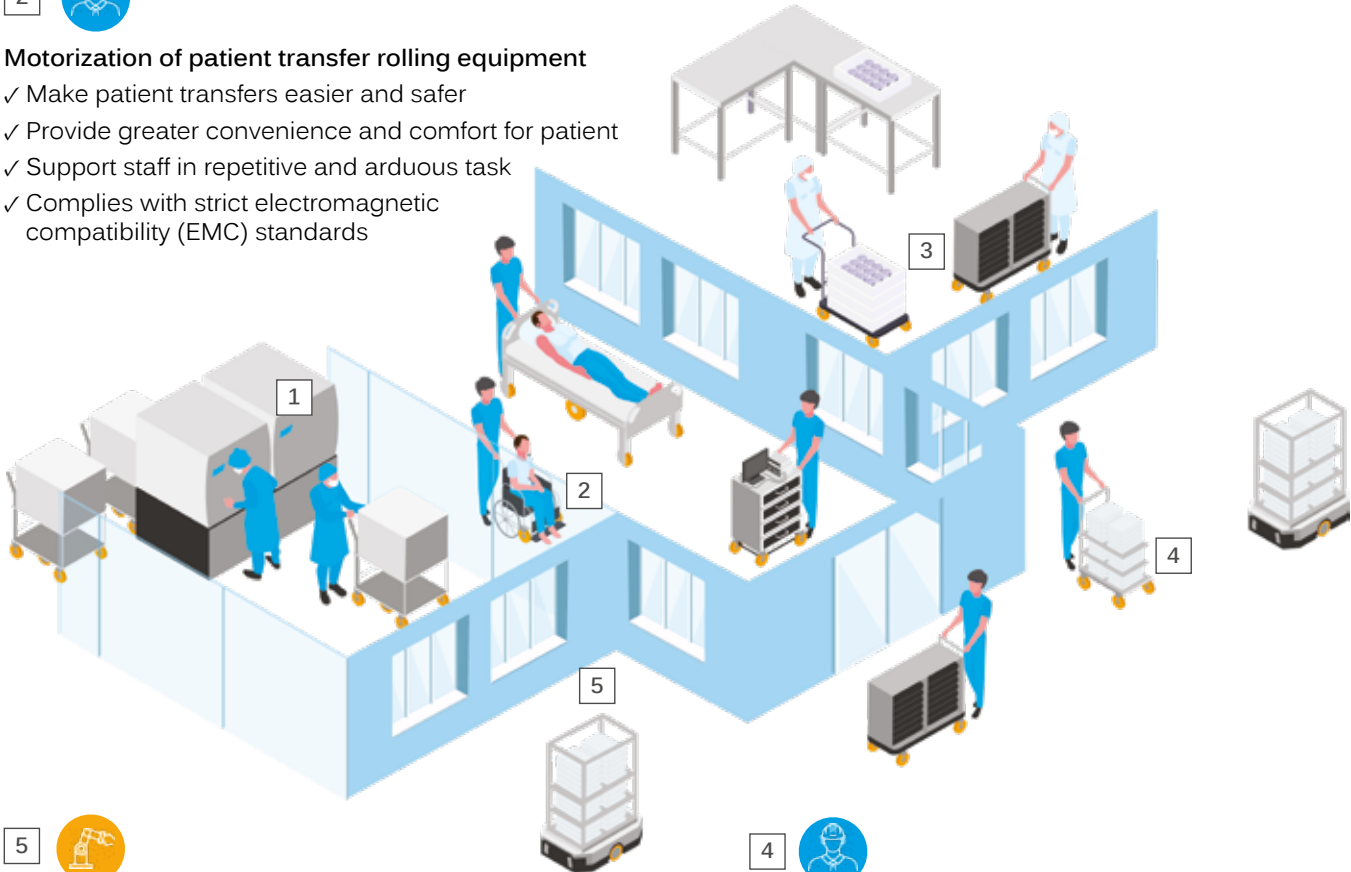 2
Motorization of patient transfer rolling equipment
✓ Make patient transfers easier and safer
✓ Provide greater convenience and comfort for patient
✓ Support staff in repetitive and arduous task
✓ Complies with strict electromagnetic
compatibility (EMC) standards
3
1
2
4
5
5
4